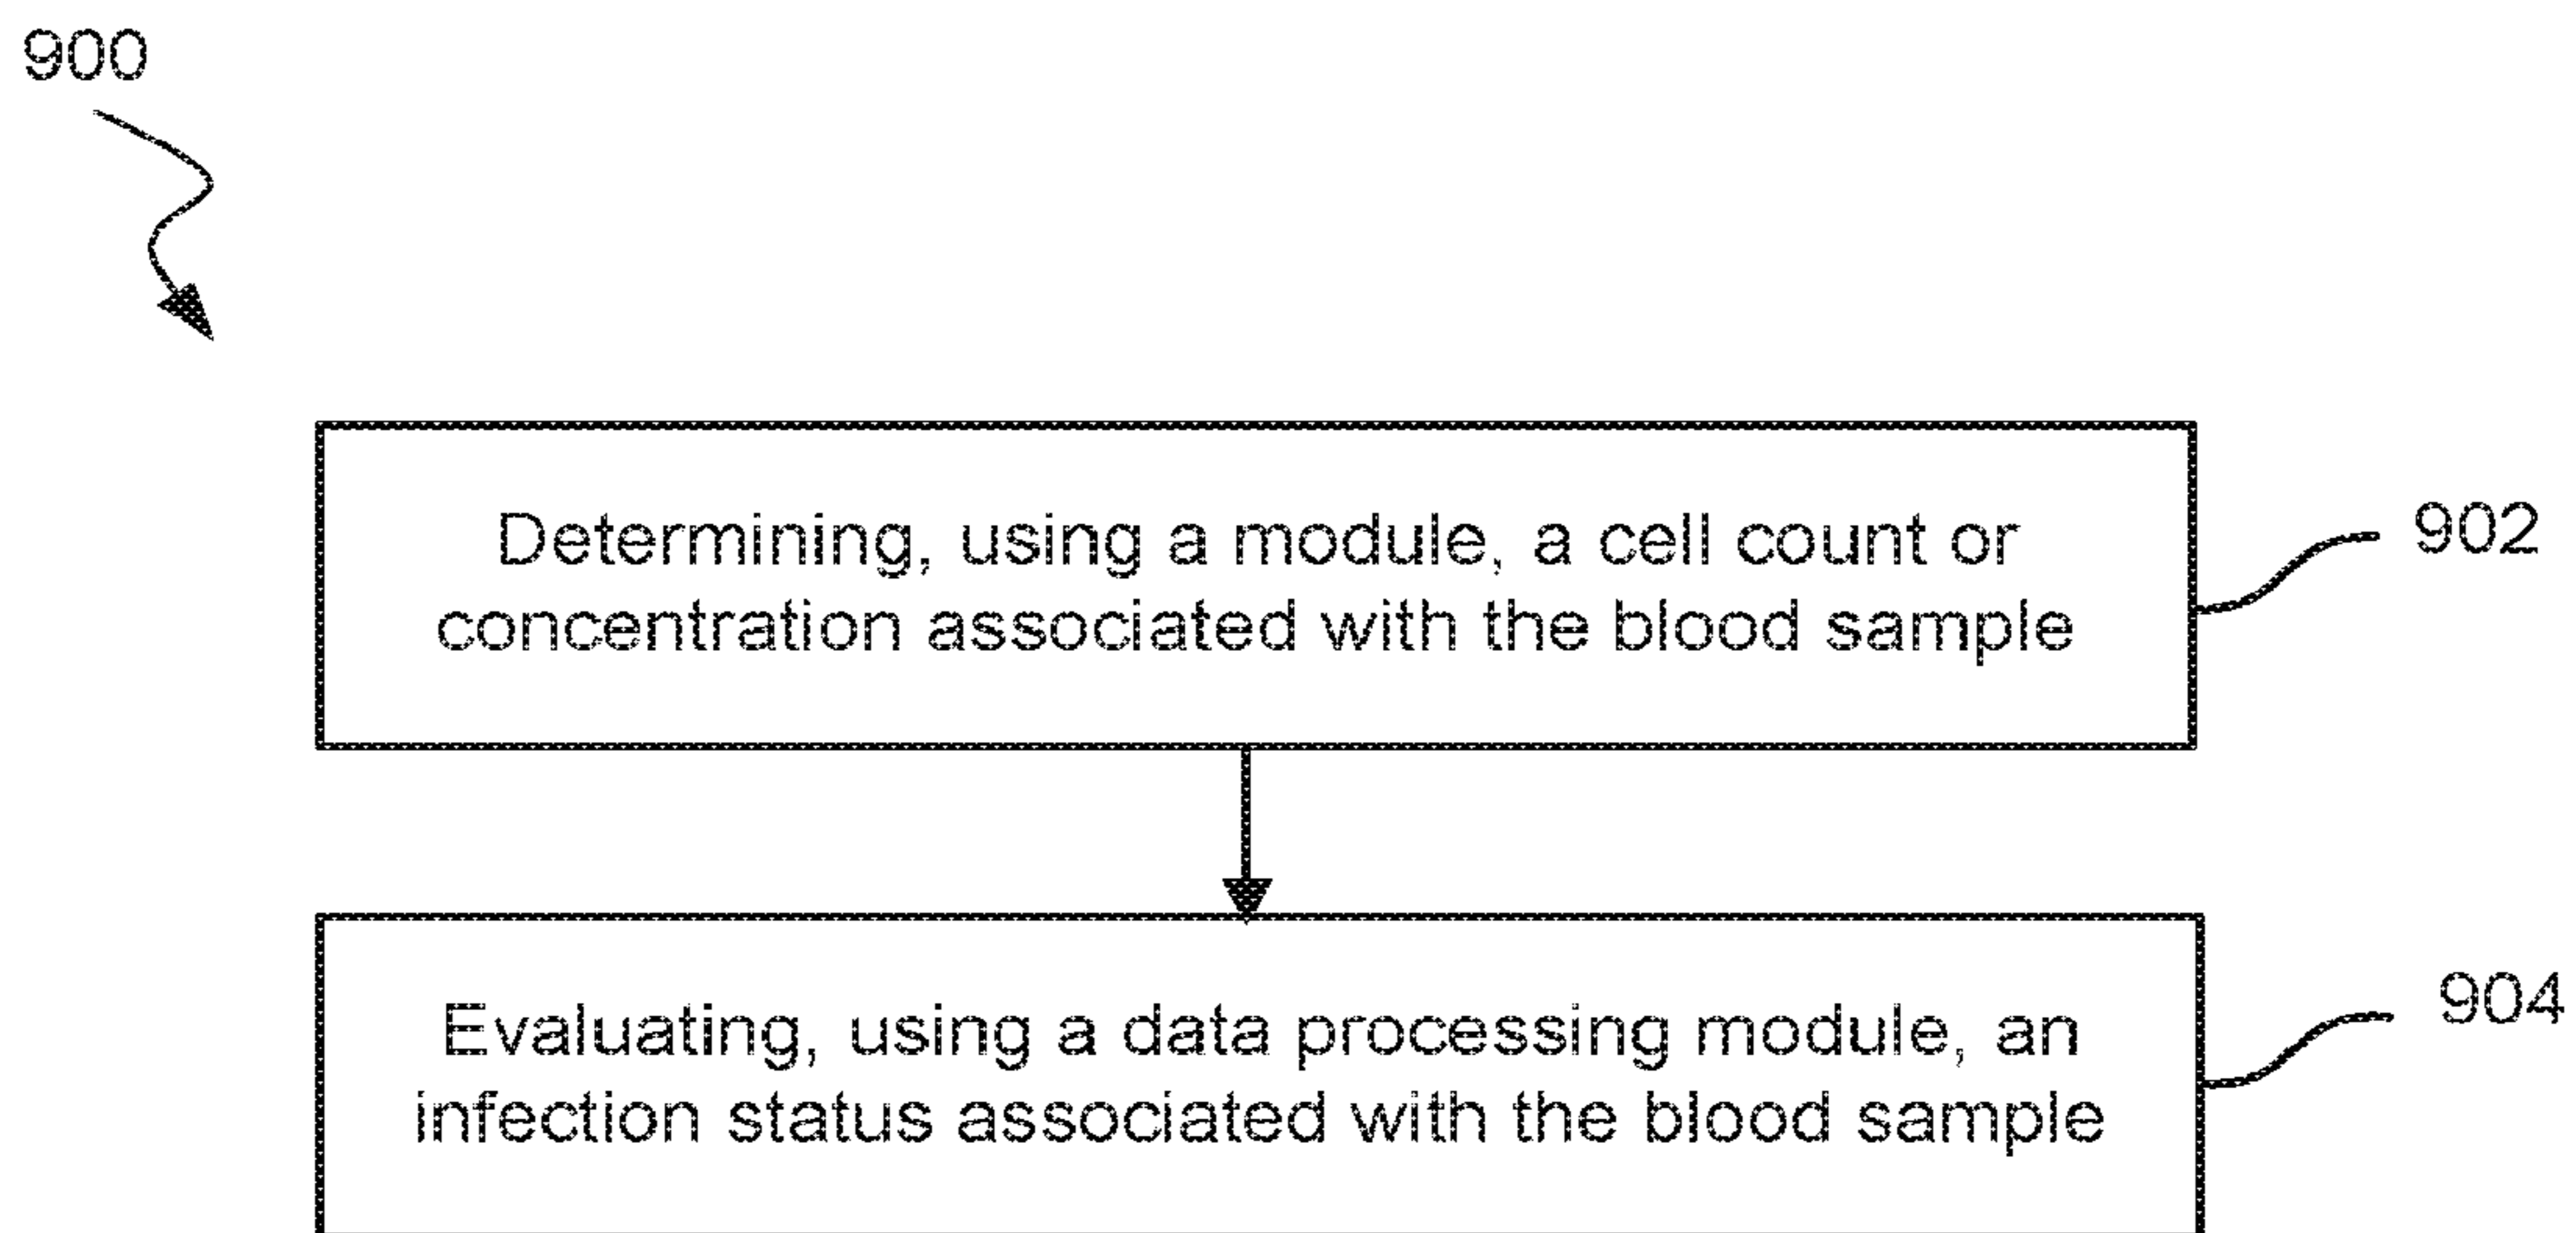 900
Determining, using a module, a cell count or
concentration associated with the blood sample
902
Evaluating, using a data processing module, an
infection status associated with the blood sample
904